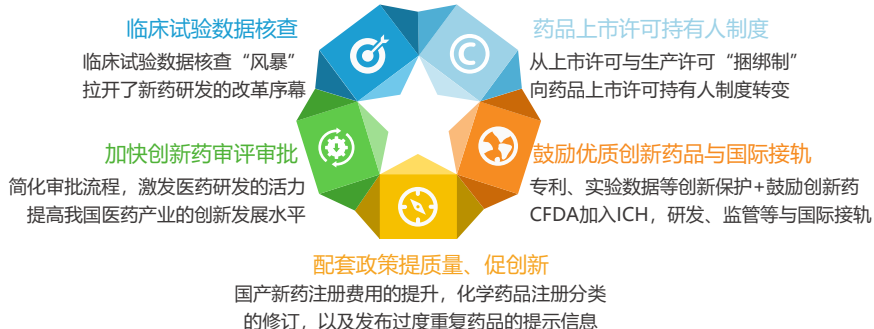 临床试验数据核查
临床试验数据核查“风暴”
拉开了新药研发的改革序幕
药品上市许可持有人制度
从上市许可与生产许可“捆绑制”
向药品上市许可持有人制度转变
加快创新药审评审批
简化审批流程，激发医药研发的活力
提高我国医药产业的创新发展水平
鼓励优质创新药品与国际接轨
专利、实验数据等创新保护+鼓励创新药
CFDA加入ICH，研发、监管等与国际接轨
配套政策提质量、促创新
国产新药注册费用的提升，化学药品注册分类
的修订，以及发布过度重复药品的提示信息